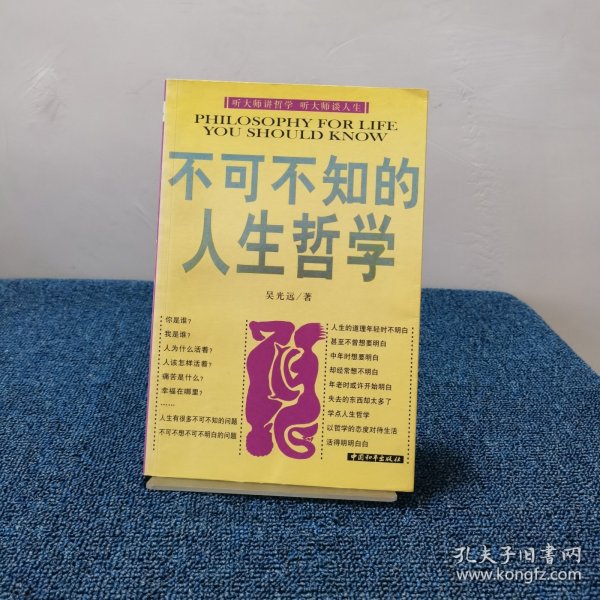 听大师讲哲学 听大师谈人生
PHILOSOPHY FOR LIFE
YOU SHOULD KNOW
不可不知的
人生哲学
吴光远/著
你是谁?
我是谁?
人为什么活着?
人该怎样活着?
痛苦是什么?
幸福在哪里?
……
人生有很多不可不知的问题
不可不想不可不明白的问题
人生的道理年轻时不明白
甚至不曾想要明白
中年时想要明白
却经常想不明白
年老时或许开始明白
失去的东西却太多了
学点人生哲学
以哲学的态度对待生活
活得明明白白
中国和平出版社
孔夫子旧书网
www.kongfz.com